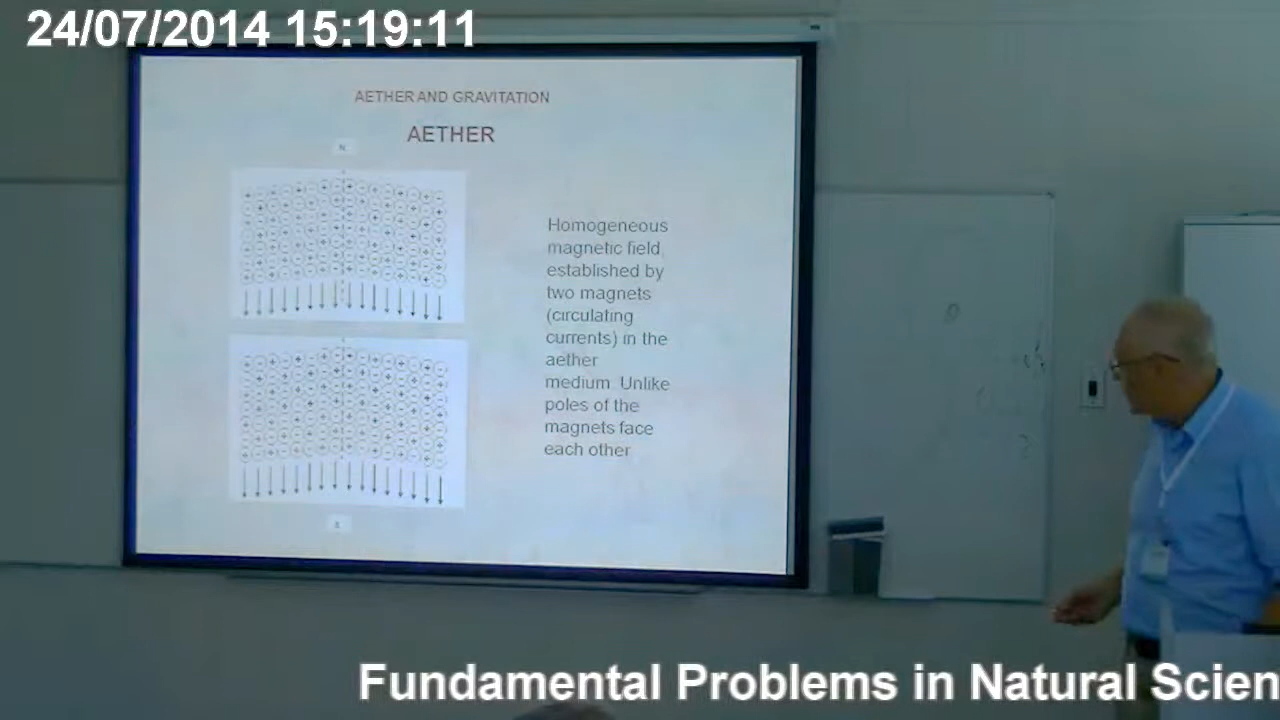 24/07/2014 15:19:11
AETHER AND GRAVITATION
AETHER
N
Homogeneous
magnetic field
established by
two magnets
(circulating
currents) in the
aether
medium Unlike
poles of the
magnets face
each other
Fundamental Problems in Natural Scien